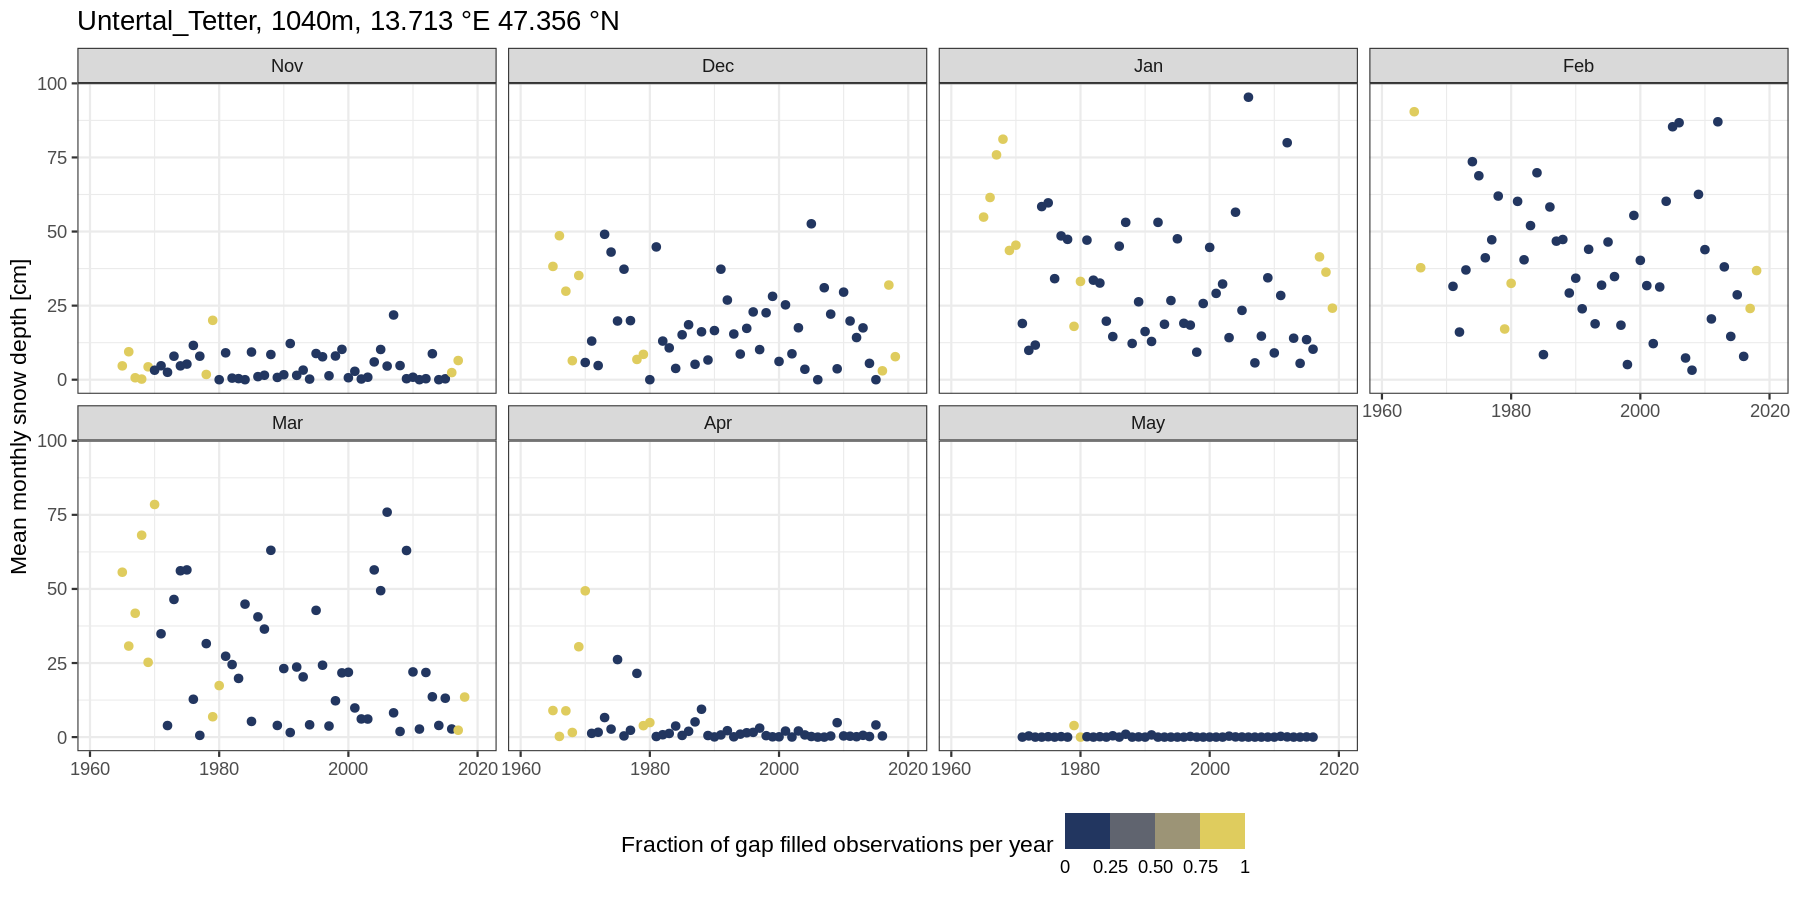 Untertal_Tetter, 1040m, 13.713 °E 47.356 °N
Nov Dec Jan Feb
100
75
50
25
0
1960 1980 2000 2020
Mar Apr May
100
75
50
25
0
1960 1980 2000 2020 1960 1980 2000 2020 1960 1980 2000 2020
Mean monthly snow depth [cm]
Fraction of gap filled observations per year
0 0.25 0.50 0.75 1